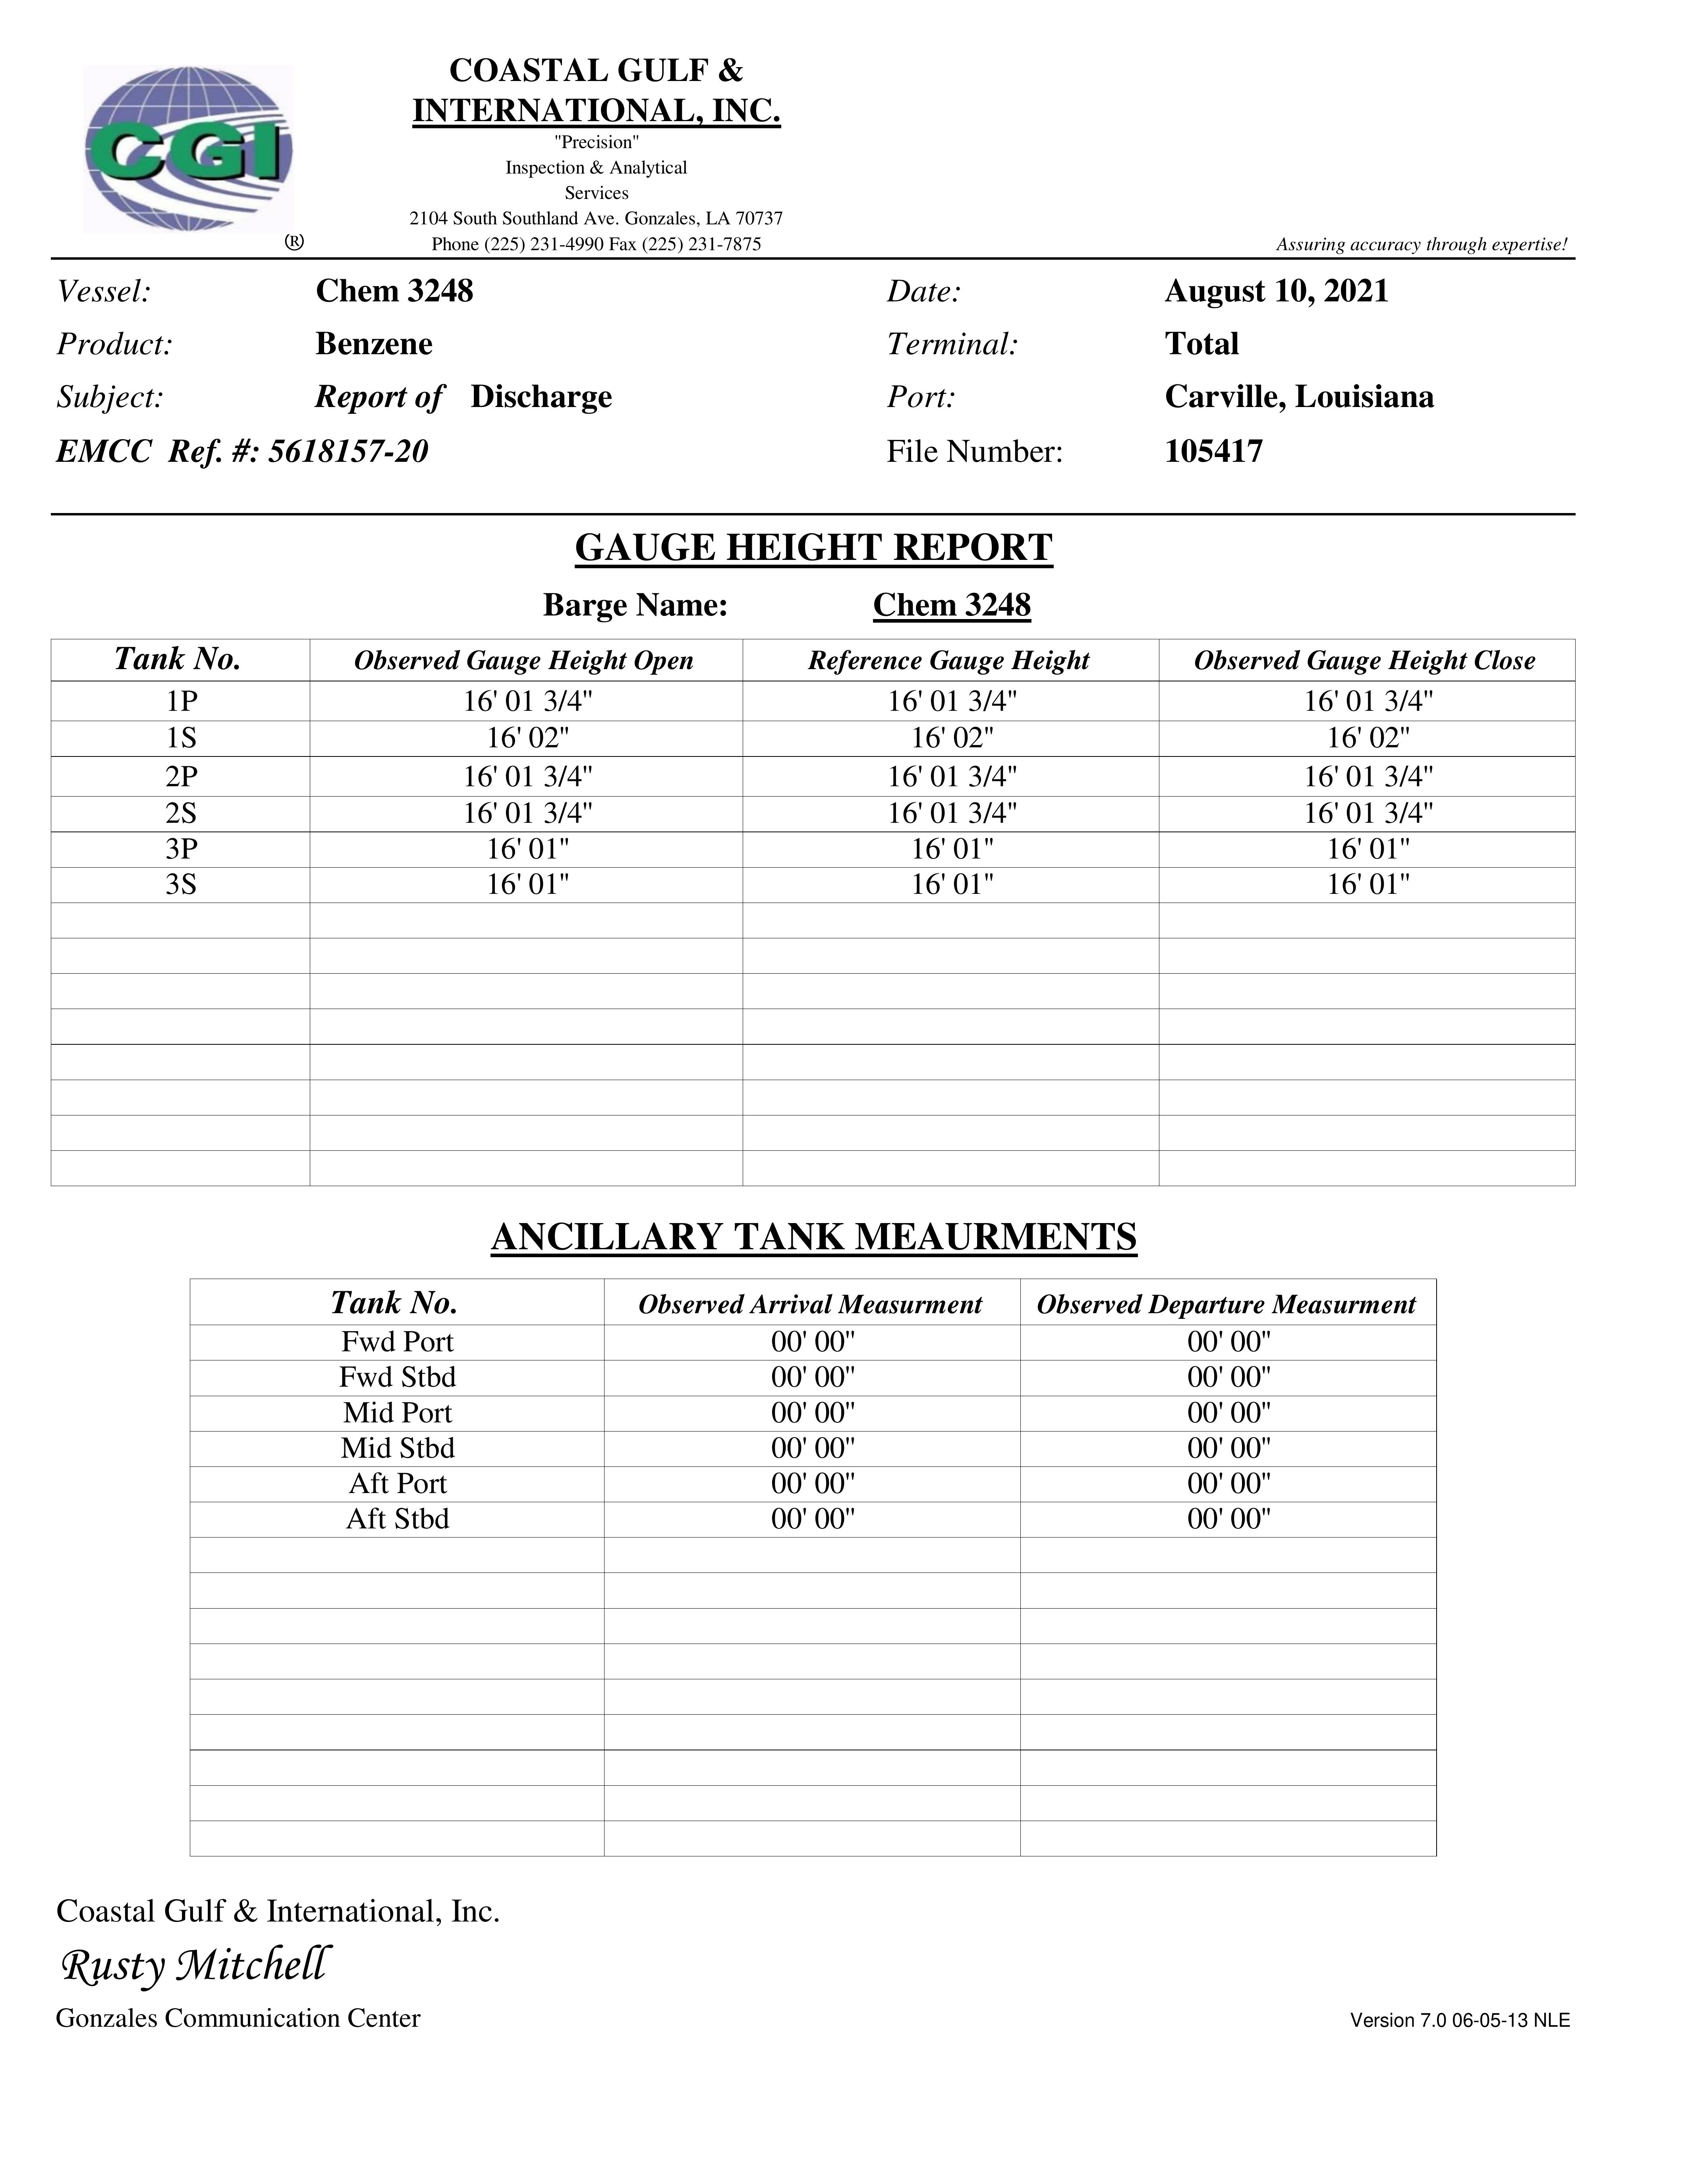 CGI
®
COASTAL GULF &
INTERNATIONAL, INC.
"Precision"
Inspection & Analytical
Services
2104 South Southland Ave. Gonzales, LA 70737
Phone (225) 231-4990 Fax (225) 231-7875
Assuring accuracy through expertise!
Vessel: Chem 3248 Date: August 10, 2021
Product: Benzene Terminal: Total
Subject: Report of Discharge Port: Carville, Louisiana
EMCC Ref. #: 5618157-20 File Number: 105417
GAUGE HEIGHT REPORT
Barge Name: Chem 3248
Tank No. Observed Gauge Height Open Reference Gauge Height Observed Gauge Height Close
1P 16' 01 3/4" 16' 01 3/4" 16' 01 3/4"
1S 16' 02" 16' 02" 16' 02"
2P 16' 01 3/4" 16' 01 3/4" 16' 01 3/4"
2S 16' 01 3/4" 16' 01 3/4" 16' 01 3/4"
3P 16' 01" 16' 01" 16' 01"
3S 16' 01" 16' 01" 16' 01"
ANCILLARY TANK MEAURMENTS
Tank No. Observed Arrival Measurment Observed Departure Measurment
Fwd Port 00' 00" 00' 00"
Fwd Stbd 00' 00" 00' 00"
Mid Port 00' 00" 00' 00"
Mid Stbd 00' 00" 00' 00"
Aft Port 00' 00" 00' 00"
Aft Stbd 00' 00" 00' 00"
Coastal Gulf & International, Inc.
Rusty Mitchell
Gonzales Communication Center Version 7.0 06-05-13 NLE